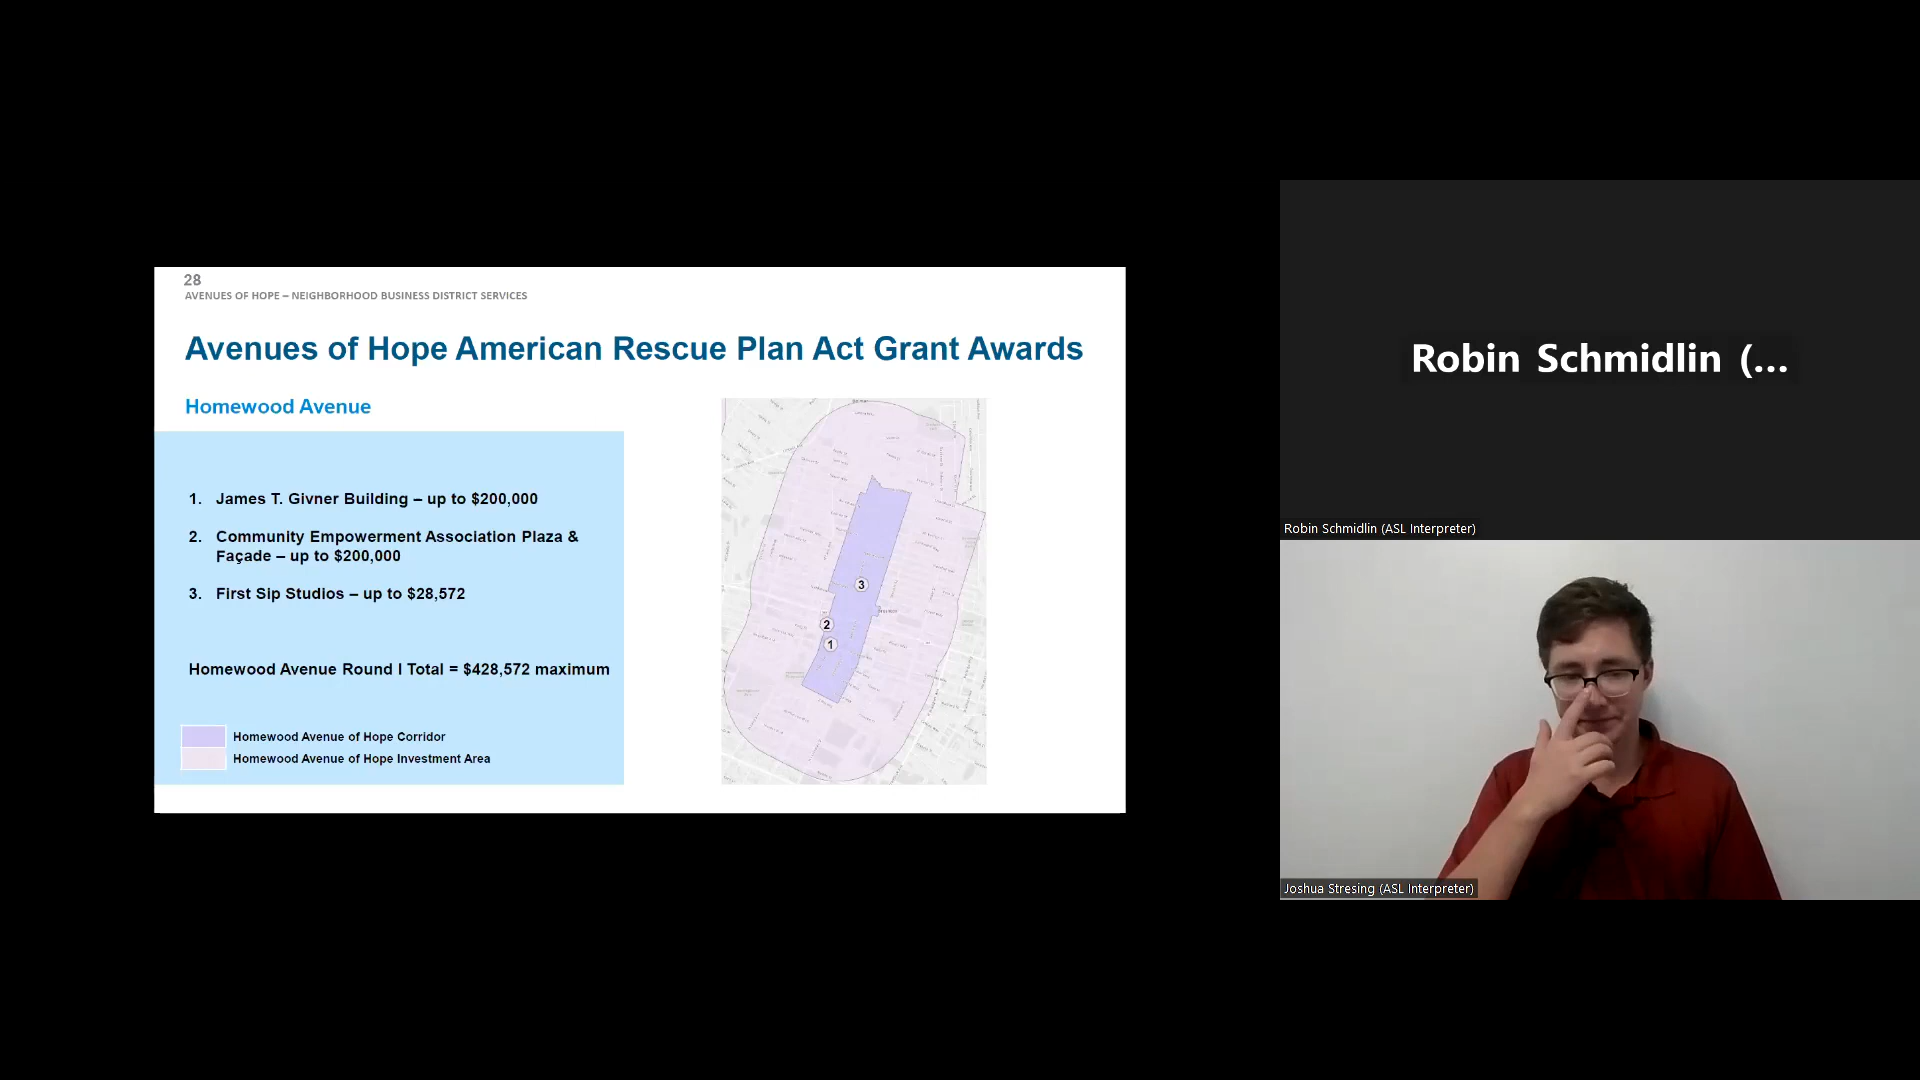 28
AVENUES OF HOPE – NEIGHBORHOOD BUSINESS DISTRICT SERVICES
Avenues of Hope American Rescue Plan Act Grant Awards
Homewood Avenue
1. James T. Givner Building – up to $200,000
2. Community Empowerment Association Plaza &
Façade – up to $200,000
3. First Sip Studios – up to $28,572
Homewood Avenue Round I Total = $428,572 maximum
Homewood Avenue of Hope Corridor
Homewood Avenue of Hope Investment Area
3
2
1
Robin Schmidlin (...
Robin Schmidlin (ASL Interpreter)
Joshua Stresing (ASL Interpreter)